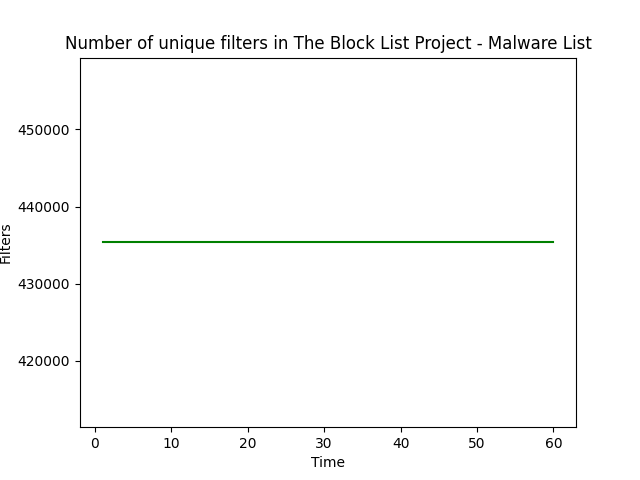 Number of unique filters in The Block List Project - Malware List
450000
440000
430000
420000
Filters
0 10 20 30 40 50 60
Time